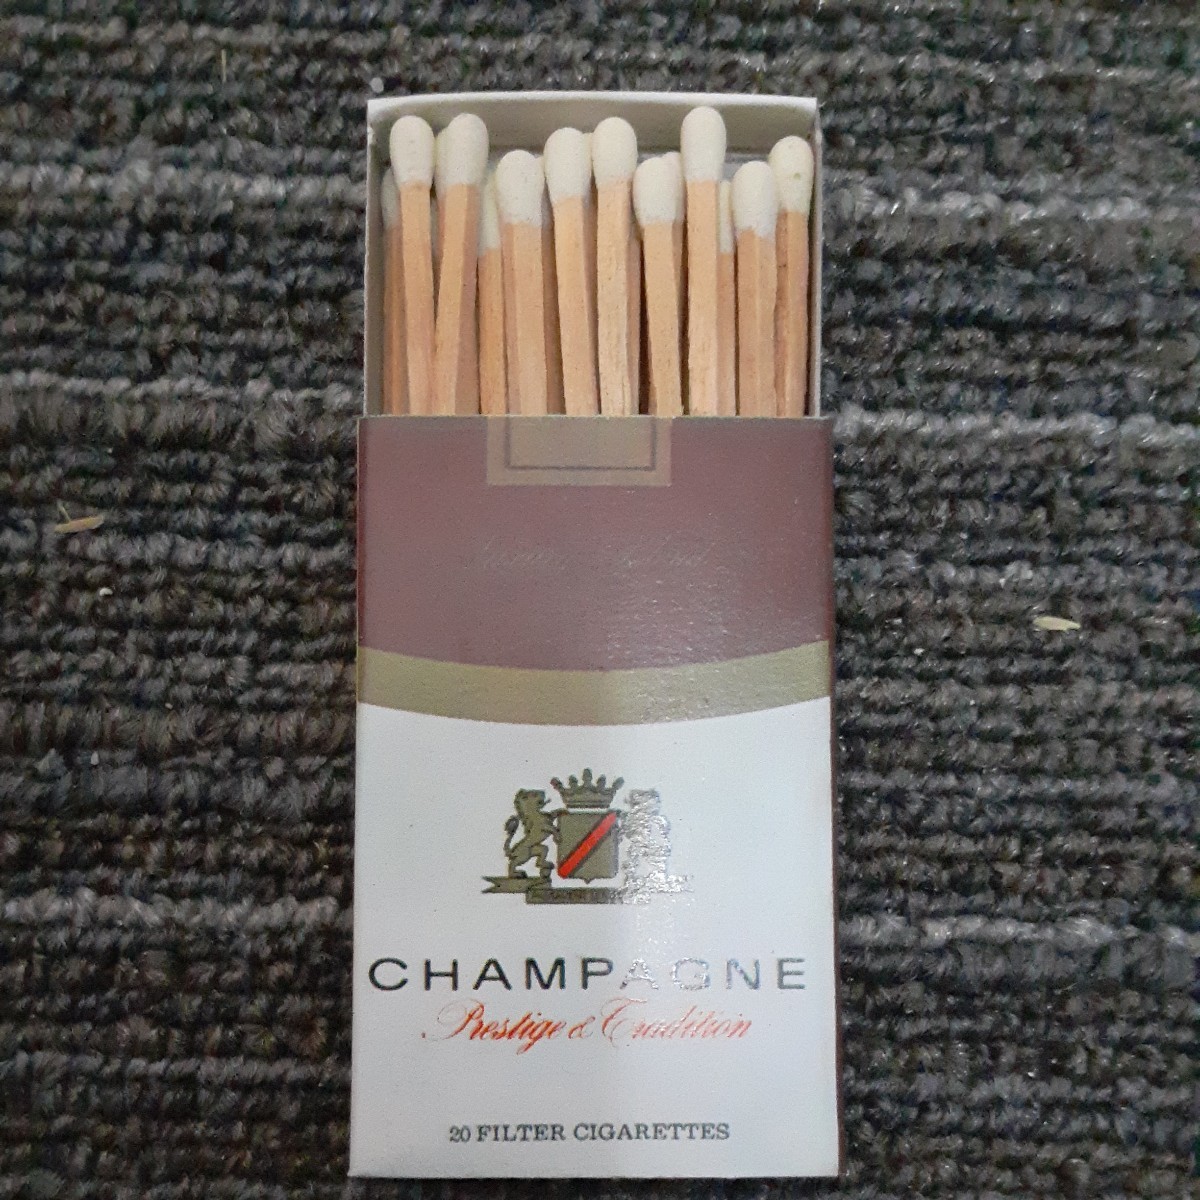 CHAMPAGNE
Prestige & Tradition
20 FILTER CIGARETTES